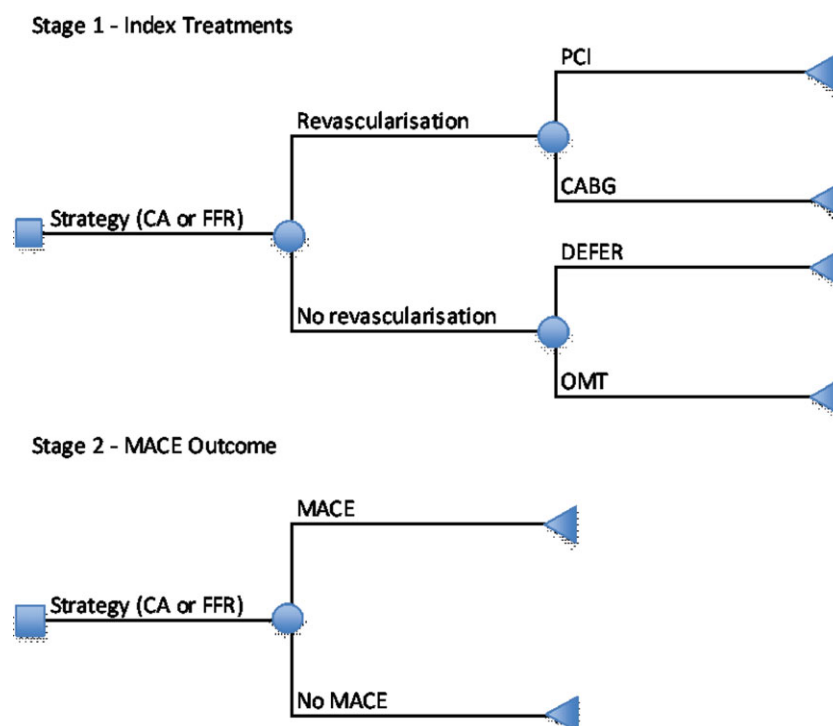 Stage 1 - Index Treatments
PCI
Revascularisation
CABG
Strategy (CA or FFR)
DEFER
No revascularisation
OMT
Stage 2 - MACE Outcome
MACE
Strategy (CA or FFR)
No MACE